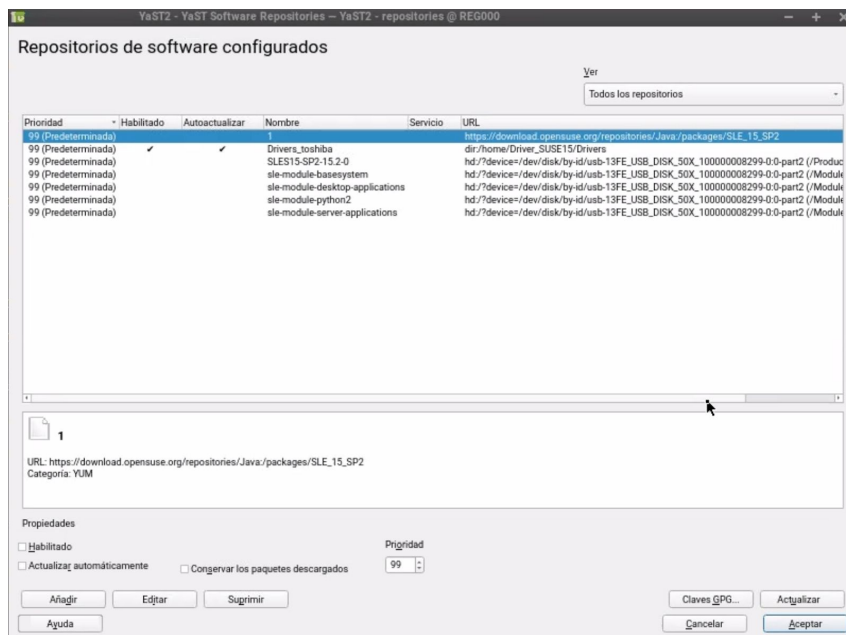 YaST2 - YaST Software Repositories — YaST2 - repositories @ REG000
Repositorios de software configurados
Ver
Todos los repositorios
Prioridad Habilitado Autoactualizar Nombre Servicio URL
99 (Predeterminada) 1 https://download.opensuse.org/repositories/Java:/packages/SLE_15_SP2
99 (Predeterminada) ✔ ✔ Drivers_toshiba dir:/home/Driver_SUSE15/Drivers
99 (Predeterminada) SLES15-SP2-15.2-0 hd:/?device=/dev/disk/by-id/usb-13FE_USB_DISK_50X_100000008299-0:0-part2 (/Produc
99 (Predeterminada) sle-module-basesystem hd:/?device=/dev/disk/by-id/usb-13FE_USB_DISK_50X_100000008299-0:0-part2 (/Module
99 (Predeterminada) sle-module-desktop-applications hd:/?device=/dev/disk/by-id/usb-13FE_USB_DISK_50X_100000008299-0:0-part2 (/Module
99 (Predeterminada) sle-module-python2 hd:/?device=/dev/disk/by-id/usb-13FE_USB_DISK_50X_100000008299-0:0-part2 (/Module
99 (Predeterminada) sle-module-server-applications hd:/?device=/dev/disk/by-id/usb-13FE_USB_DISK_50X_100000008299-0:0-part2 (/Module
1
URL: https://download.opensuse.org/repositories/Java:/packages/SLE_15_SP2
Categoría: YUM
Propiedades
Habilitado
Prioridad
Actualizar automáticamente
Conservar los paquetes descargados
99
Añadir Editar Suprimir Claves GPG... Actualizar
Ayuda Cancelar Aceptar